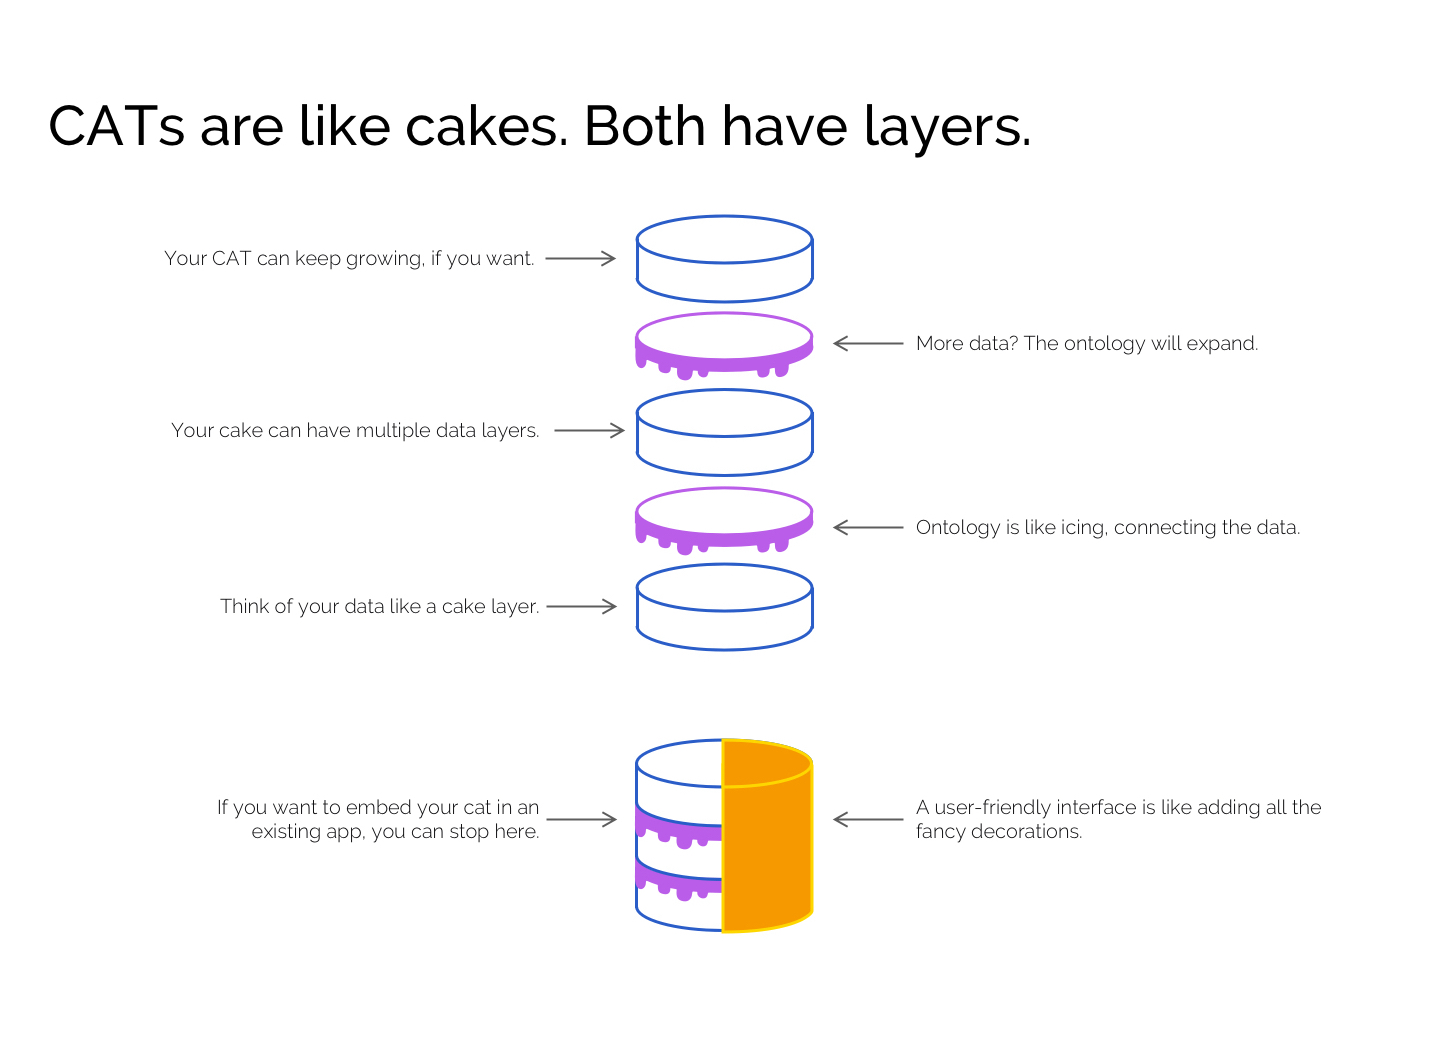 CATs are like cakes. Both have layers.
Your CAT can keep growing, if you want.
More data? The ontology will expand.
Your cake can have multiple data layers.
Ontology is like icing, connecting the data.
Think of your data like a cake layer.
If you want to embed your cat in an
existing app, you can stop here.
A user-friendly interface is like adding all the
fancy decorations.